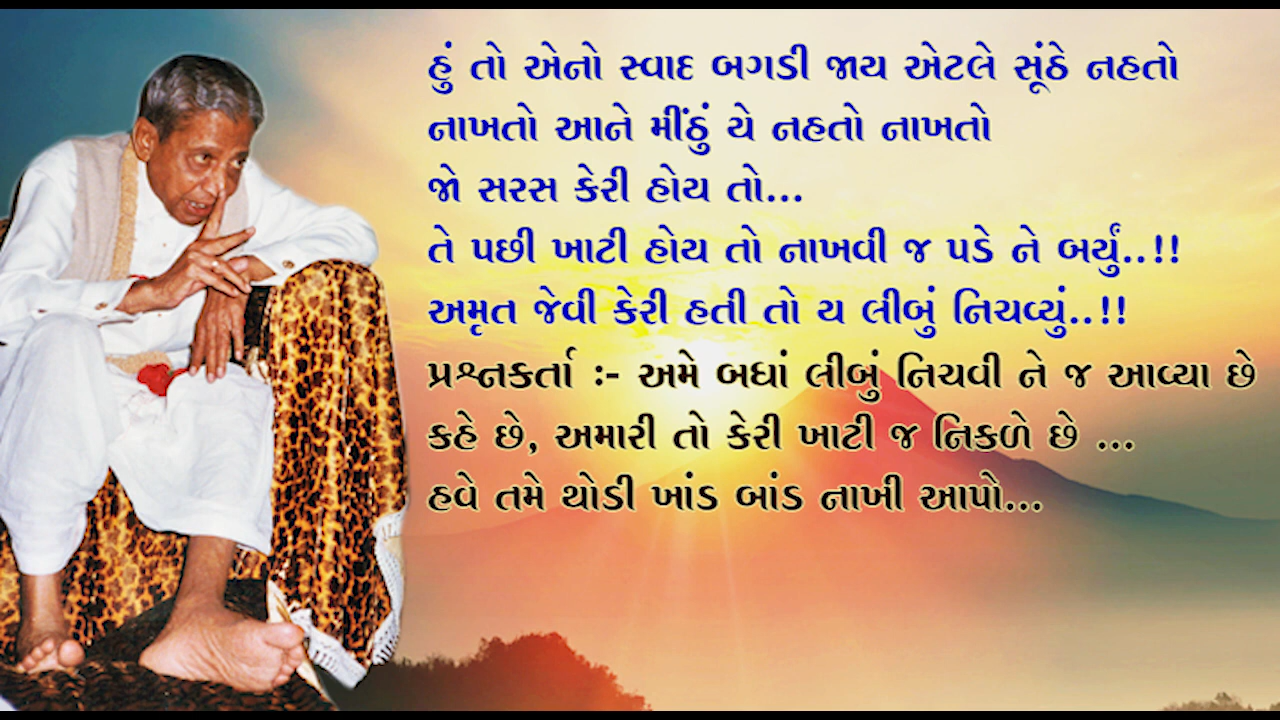 હું તો એનો સ્વાદ બગડી જાય એટલે સૂંઠે નહતો
નાખતો આને મીંઠું યે નહતો નાખતો
જો સરસ કેરી હોય તો...
તે પછી ખાટી હોય તો નાખવી જ પડે ને બર્યું..!!
અમૃત જેવી કેરી હતી તો ય લીબું નિચવ્યું..!!
પ્રશ્નકર્તા :- અમે બધાં લીબું નિચવી ને જ આવ્યા છે
કહે છે, અમારી તો કેરી ખાટી જ નિકળે છે ...
હવે તમે થોડી ખાંડ બાંડ નાખી આપો...